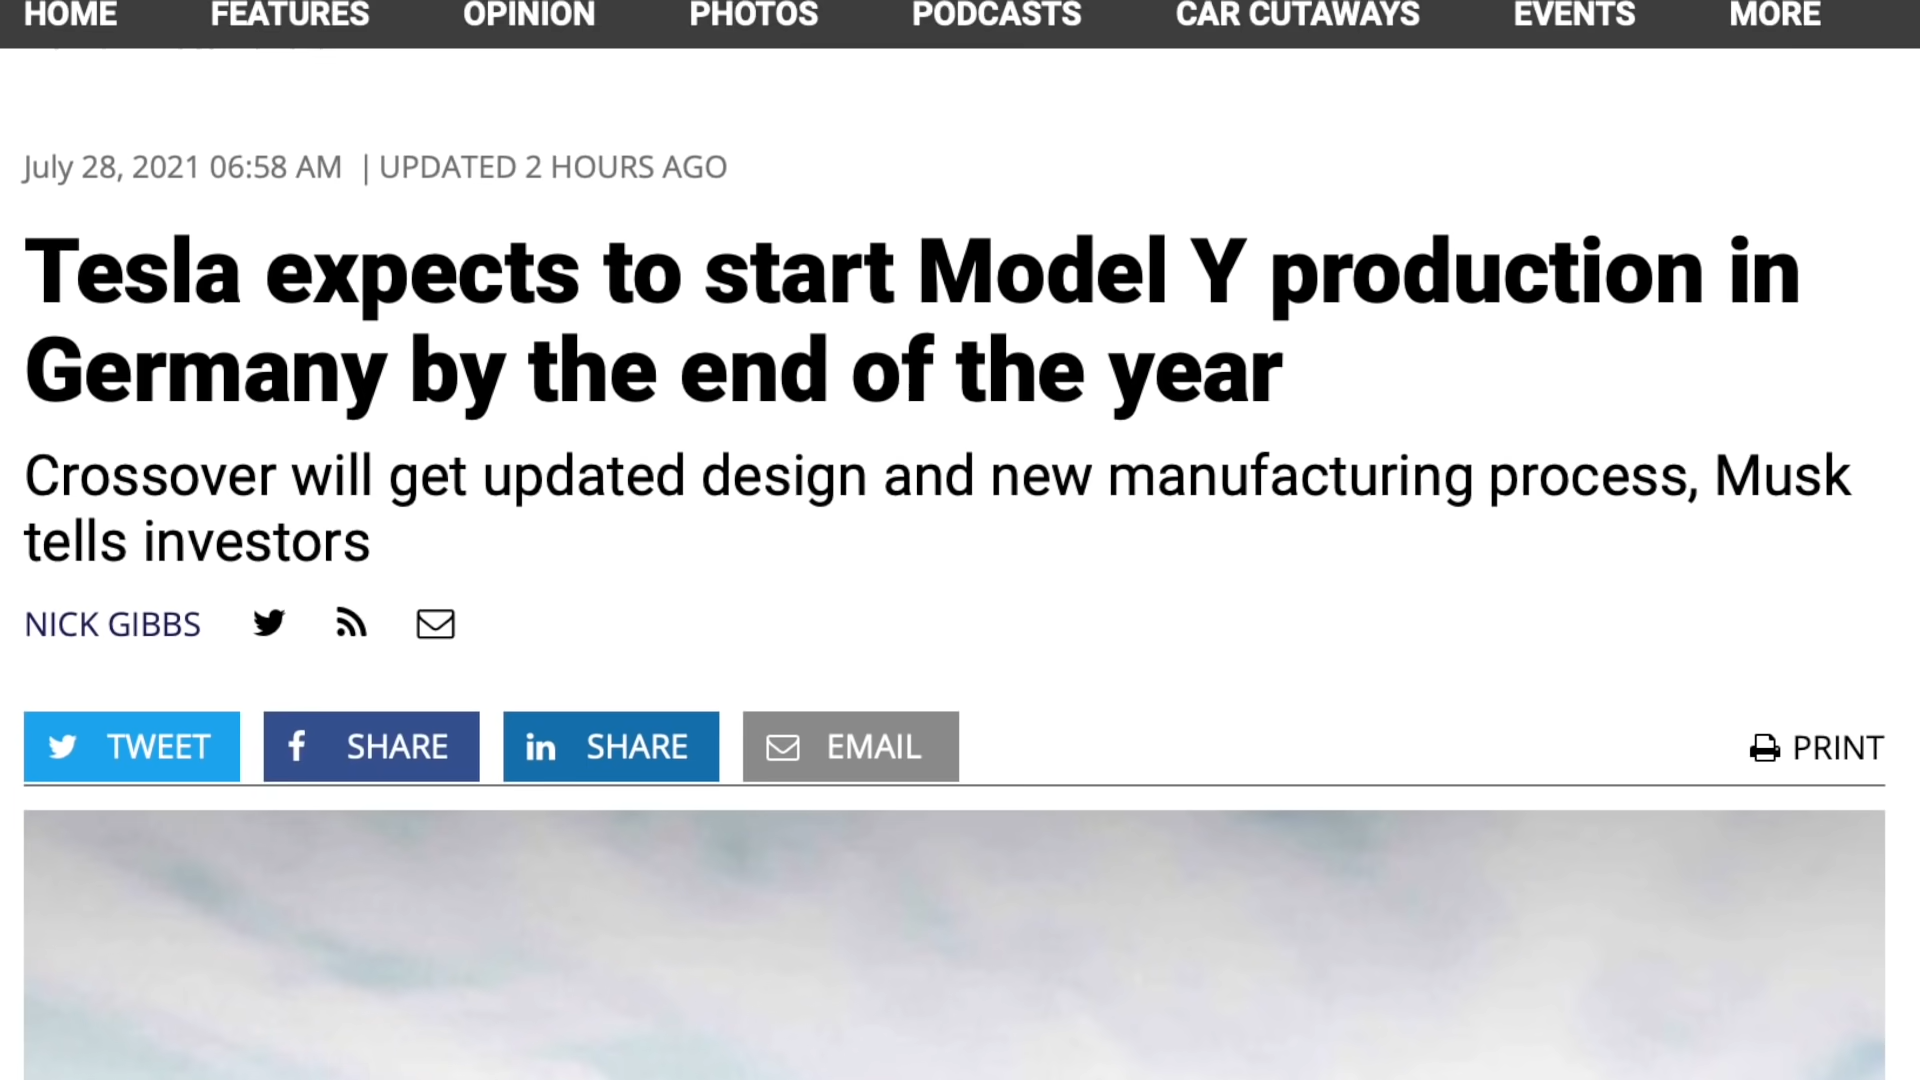 HOME FEATURES OPINION PHOTOS PODCASTS CAR CUTAWAYS EVENTS MORE
July 28, 2021 06:58 AM | UPDATED 2 HOURS AGO
Tesla expects to start Model Y production in
Germany by the end of the year
Crossover will get updated design and new manufacturing process, Musk
tells investors
NICK GIBBS
TWEET SHARE SHARE EMAIL PRINT